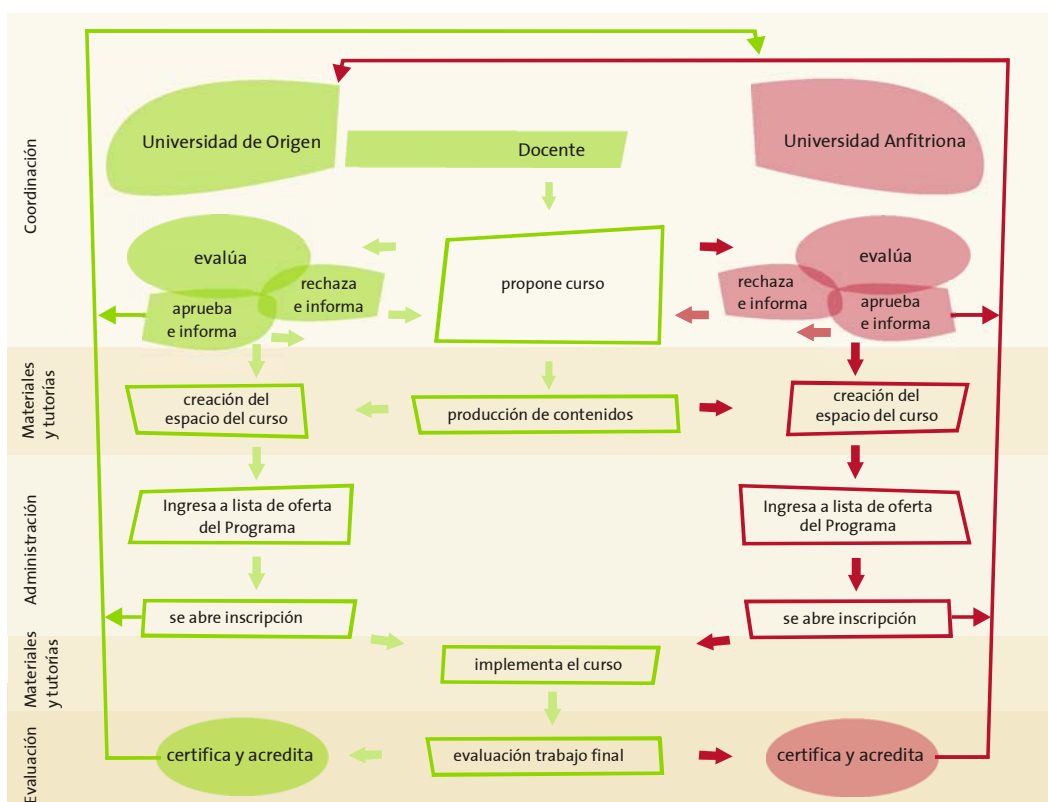 Coordinación
Universidad de Origen
Docente
Universidad Anfitriona
evalúa
rechaza
e informa
aprueba
e informa
propone curso
evalúa
rechaza
e informa
aprueba
e informa
Materiales
y tutorías
creación del
espacio del curso
producción de contenidos
creación del
espacio del curso
Administración
Ingresa a lista de oferta
del Programa
Ingresa a lista de oferta
del Programa
se abre inscripción
se abre inscripción
Materiales
y tutorías
implementa el curso
Evaluación
certifica y acredita
evaluación trabajo final
certifica y acredita